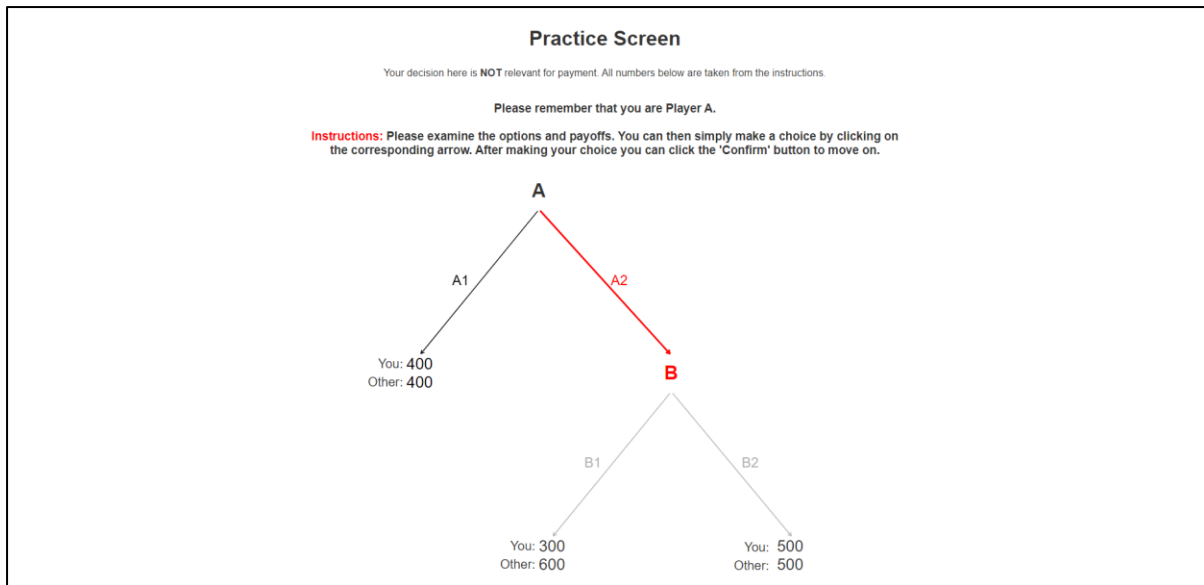 Practice Screen
Your decision here is NOT relevant for payment. All numbers below are taken from the instructions.
Please remember that you are Player A.
Instructions: Please examine the options and payoffs. You can then simply make a choice by clicking on
the corresponding arrow. After making your choice you can click the 'Confirm' button to move on.
A
A1
A2
You: 400
Other: 400
B
B1
B2
You: 300
Other: 600
You: 500
Other: 500